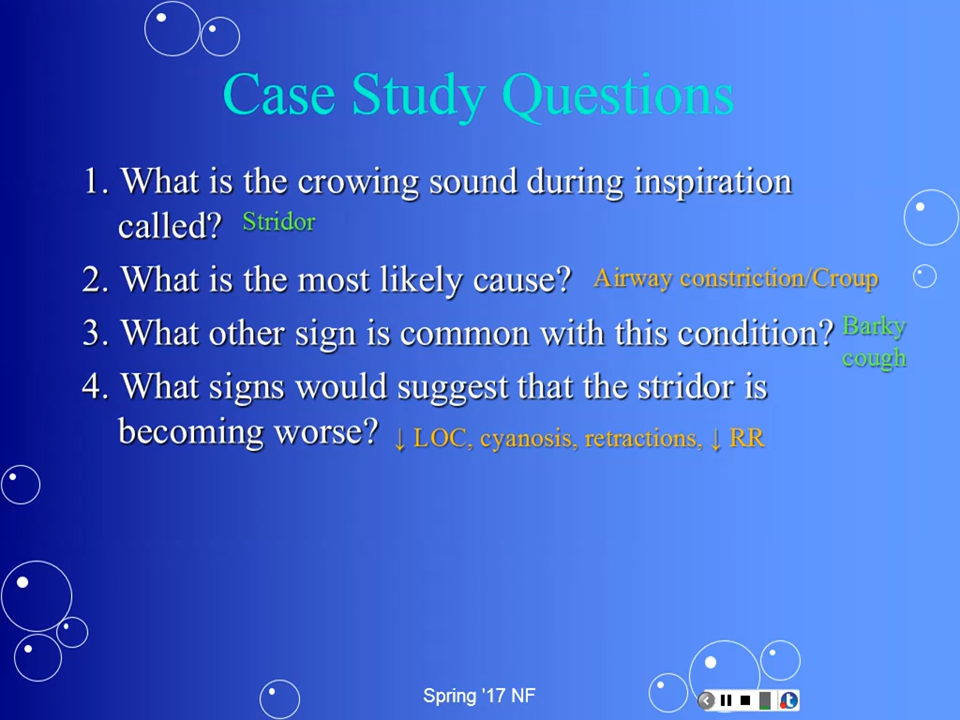 Case Study Questions
1. What is the crowing sound during inspiration
called? Stridor
2. What is the most likely cause? Airway constriction/Croup
3. What other sign is common with this condition? Barky
cough
4. What signs would suggest that the stridor is
becoming worse? ↓ LOC, cyanosis, retractions, ↓ RR
Spring '17 NF
t